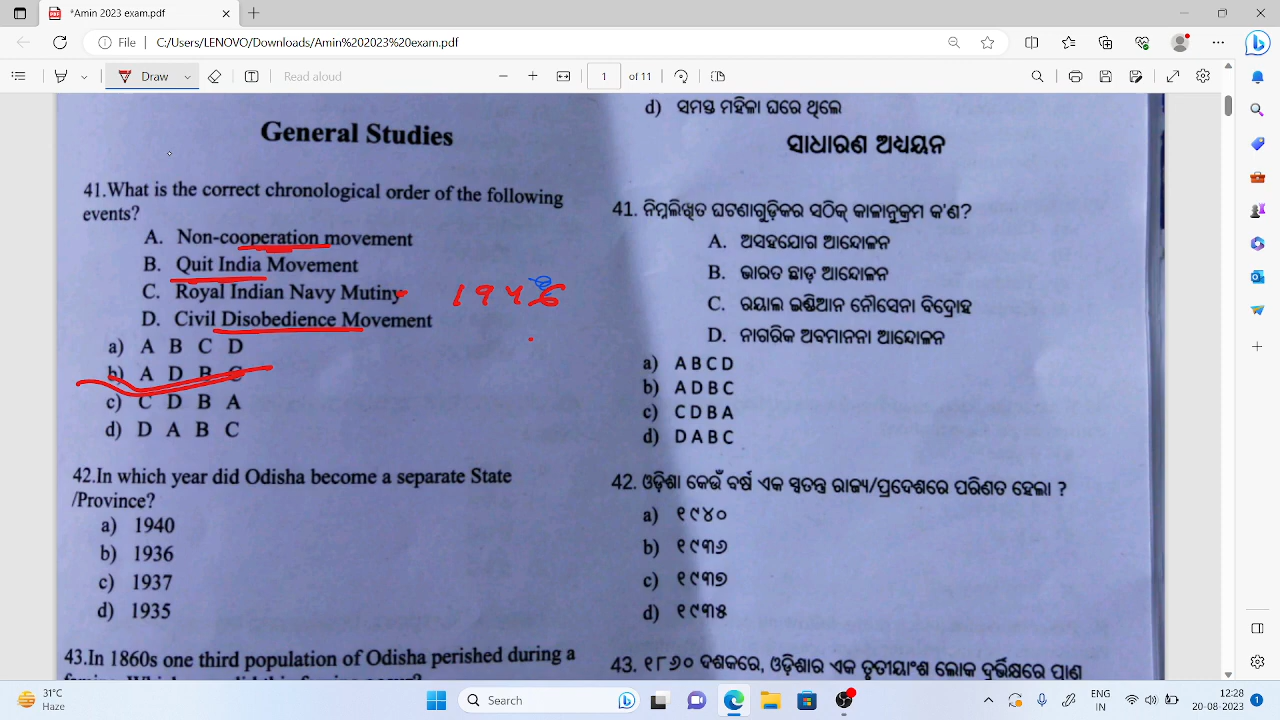 *Amin 2023 exam.pdf
File
C:/Users/LENOVO/Downloads/Amin%202023%20exam.pdf
Draw
Read aloud
1
of 11
General Studies
41.What is the correct chronological order of the following
events?
A. Non-cooperation movement
B. Quit India Movement
C. Royal Indian Navy Mutiny
1946
D. Civil Disobedience Movement
a) A B C D
b) A D B C
c) C D B A
d) D A B C
42.In which year did Odisha become a separate State
/Province?
a) 1940
b) 1936
c) 1937
d) 1935
43.In 1860s one third population of Odisha perished during a
d) ସମସ୍ତ ମହିଳା ଘରେ ଥିଲେ
ସାଧାରଣ ଅଧ୍ୟୟନ
41. ନିମ୍ନଲିଖିତ ଘଟଣାଗୁଡ଼ିକର ସଠିକ୍ କାଳାନୁକ୍ରମ କ'ଣ?
A. ଅସହଯୋଗ ଆନ୍ଦୋଳନ
B. ଭାରତ ଛାଡ଼ ଆନ୍ଦୋଳନ
C. ରୟାଲ ଇଣ୍ଡିଆନ ନୌସେନା ବିଦ୍ରୋହ
D. ନାଗରିକ ଅବମାନନା ଆନ୍ଦୋଳନ
a) A B C D
b) A D B C
c) C D B A
d) D A B C
42. ଓଡ଼ିଶା କେଉଁ ବର୍ଷ ଏକ ସ୍ୱତନ୍ତ୍ର ରାଜ୍ୟ/ପ୍ରଦେଶରେ ପରିଣତ ହେଲା ?
a) ୧୯୪୦
b) ୧୯୩୬
c) ୧୯୩୭
d) ୧୯୩୫
43. ୧୮୬୦ ଦଶକରେ, ଓଡ଼ିଶାର ଏକ ତୃତୀୟାଂଶ ଲୋକ ଦୁର୍ଭିକ୍ଷରେ ପ୍ରାଣ
31°C
Haze
Search
ENG
IN
12:23
20-08-2023